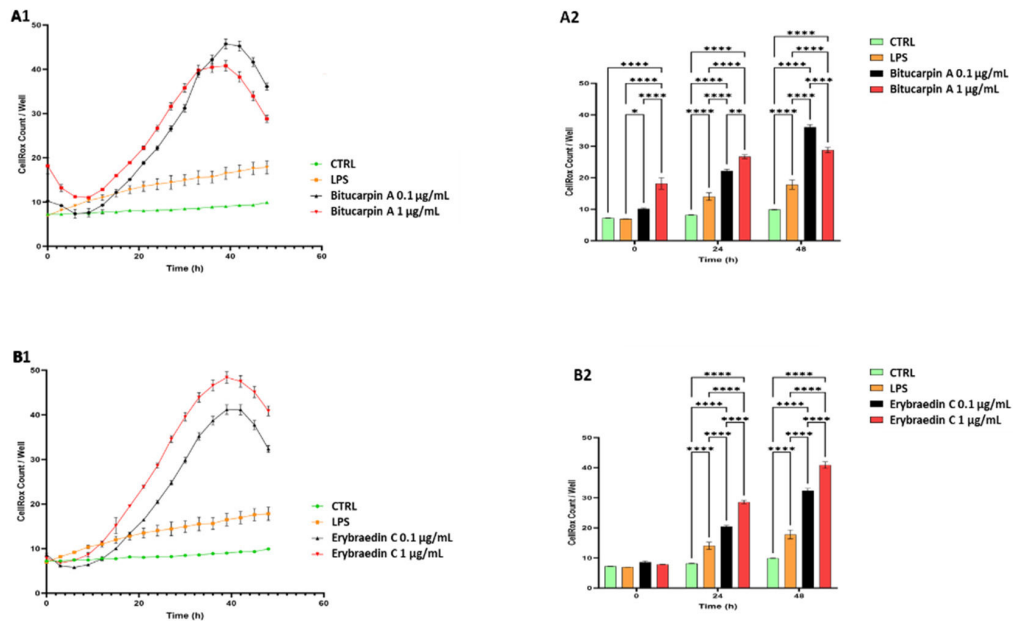 A1
50
40
30
20
10
0
CellRox Count / Well
0
20
40
60
Time (h)
CTRL
LPS
Bitucarpin A 0.1 µg/mL
Bitucarpin A 1 µg/mL
A2
****
****
****
****
****
****
****
****
****
****
****
*
****
****
**
****
****
50
40
30
20
10
0
CellRox Count / Well
0
24
48
Time (h)
CTRL
LPS
Bitucarpin A 0.1 µg/mL
Bitucarpin A 1 µg/mL
B1
50
40
30
20
10
0
CellRox Count / Well
0
20
40
60
Time (h)
CTRL
LPS
Erybraedin C 0.1 µg/mL
Erybraedin C 1 µg/mL
B2
****
****
****
****
****
****
****
****
****
****
****
****
50
40
30
20
10
0
CellRox Count / Well
0
24
48
Time (h)
CTRL
LPS
Erybraedin C 0.1 µg/mL
Erybraedin C 1 µg/mL